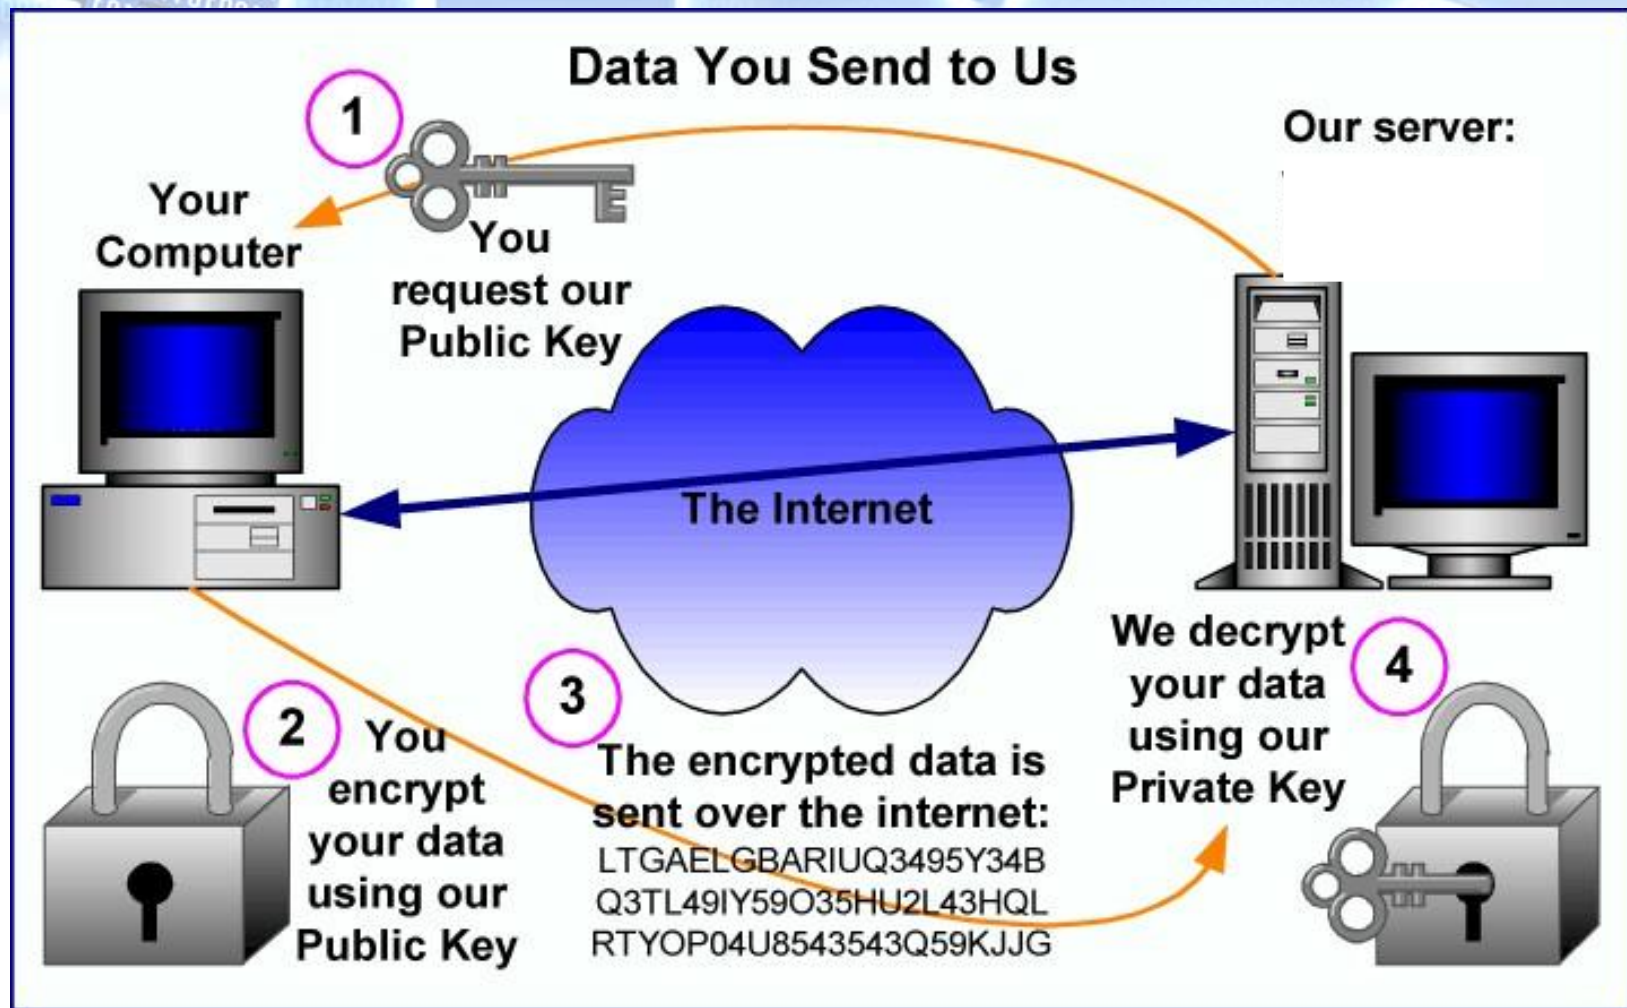 Data You Send to Us
Our server:
1
Your
Computer
You
request our
Public Key
The Internet
2
You
encrypt
your data
using our
Public Key
3
The encrypted data is
sent over the internet:
LTGAELGBARIUQ3495Y34B
Q3TL49IY59O35HU2L43HQL
RTYOP04U8543543Q59KJJG
We decrypt
your data
using our
Private Key
4